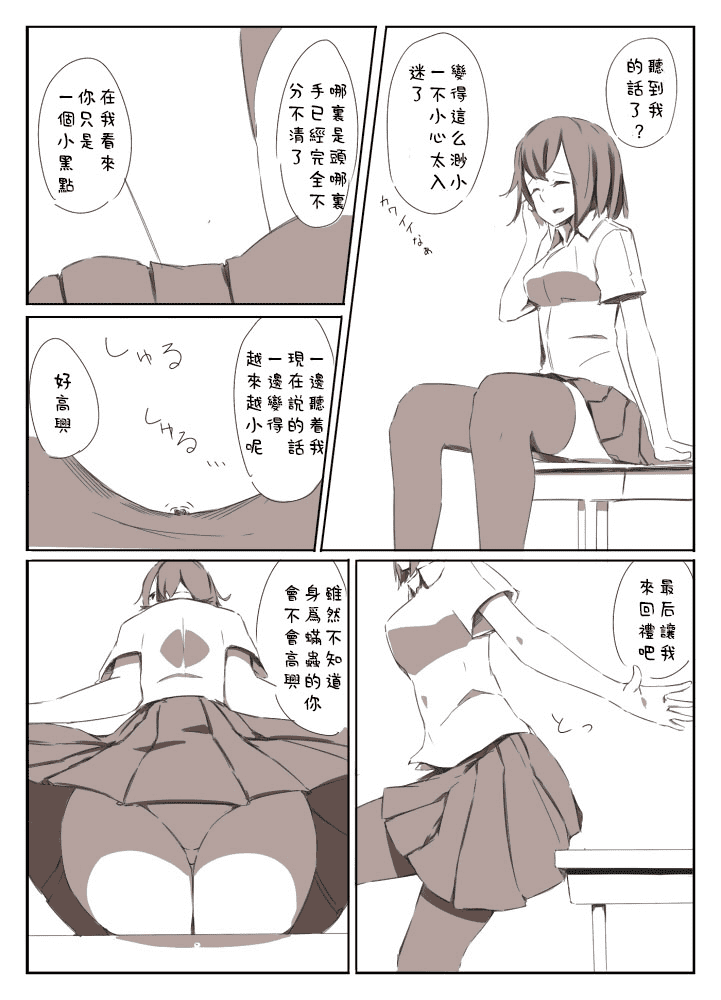 聽到我
的話了？
變得這么渺小
一不小心太入
迷了
カワイイなぁ
哪裏是頭哪裏
手已經完全不
分不清了
在我看來
你只是
一個小黑點
一邊聽着我
現在說的話
一邊變得
越來越小呢
しゅる
しゅる…
好高興
最后讓我
來回禮吧
とっ
雖然不知道
身爲蟎蟲的你
會不會高興